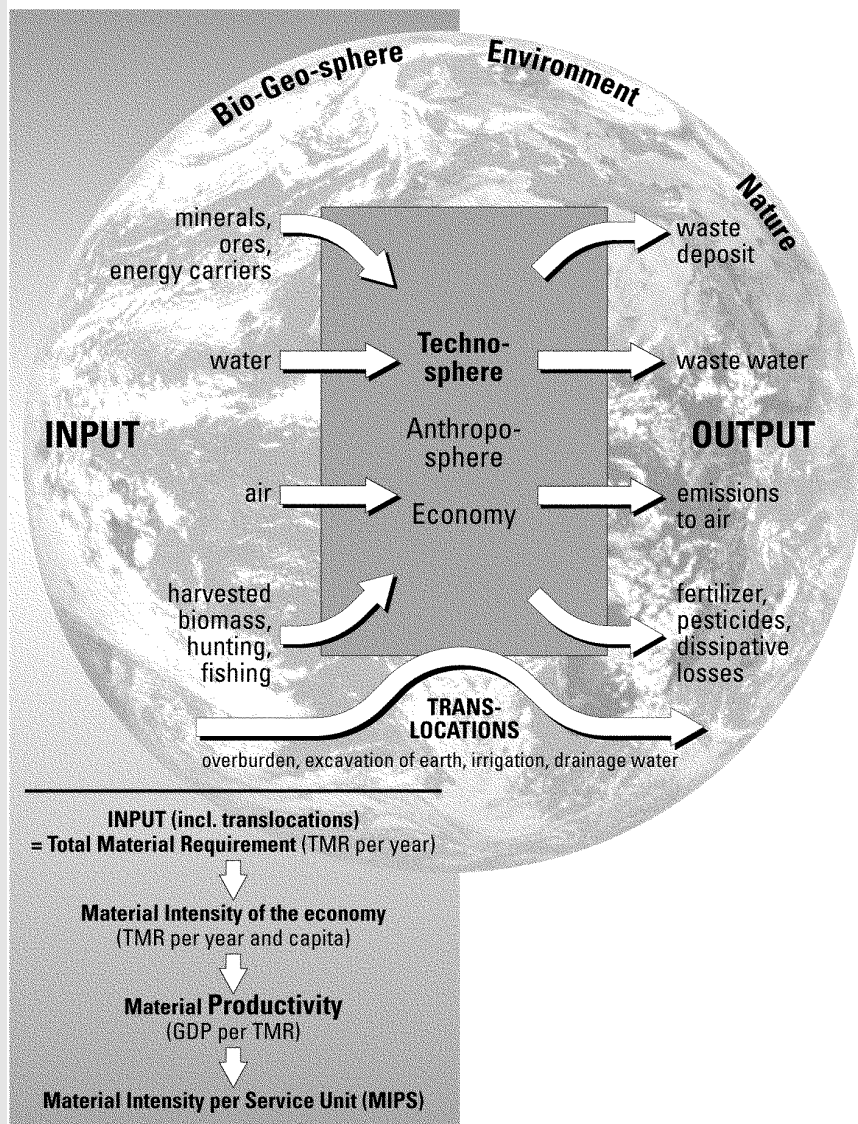 Bio-Geo-sphere
Environment
Nature
minerals,
ores,
energy carriers
waste
deposit
water
Techno-
sphere
waste water
INPUT
Anthropo-
sphere
OUTPUT
air
Economy
emissions
to air
harvested
biomass,
hunting,
fishing
fertilizer,
pesticides,
dissipative
losses
TRANS-
LOCATIONS
overburden, excavation of earth, irrigation, drainage water
INPUT (incl. translocations)
= Total Material Requirement (TMR per year)
Material Intensity of the economy
(TMR per year and capita)
Material Productivity
(GDP per TMR)
Material Intensity per Service Unit (MIPS)